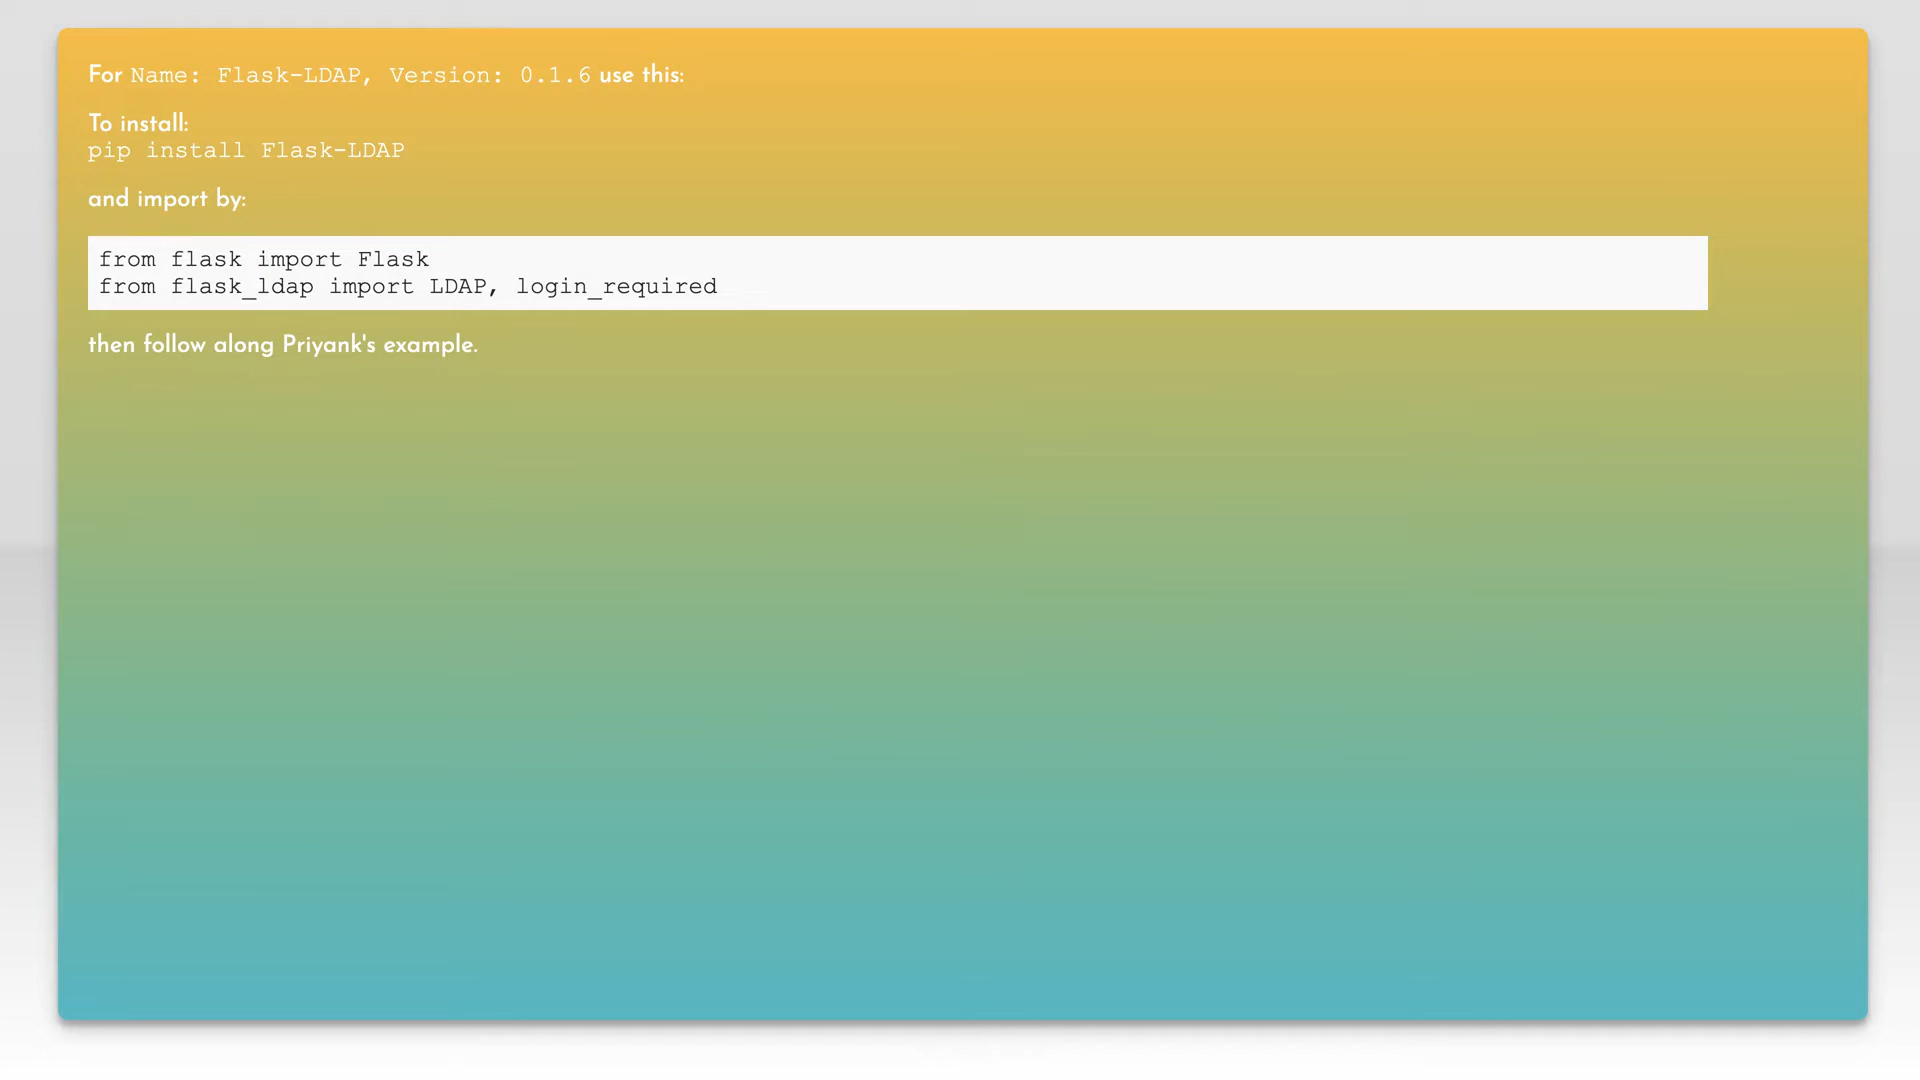 For Name: Flask-LDAP, Version: 0.1.6 use this:
To install:
pip install Flask-LDAP
and import by:
from flask import Flask
from flask_ldap import LDAP, login_required
then follow along Priyank's example.